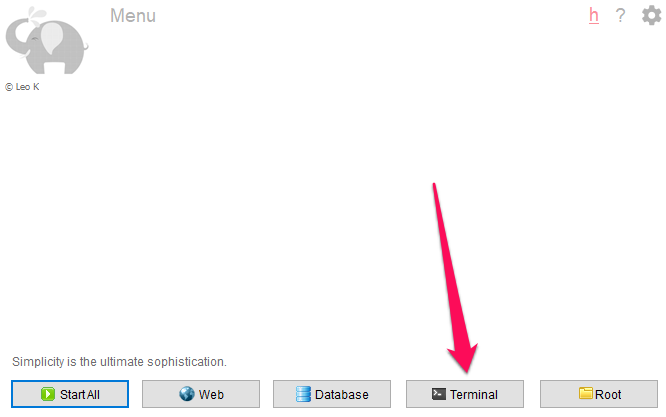 Menu
h ?
© Leo K
Simplicity is the ultimate sophistication.
Start All Web Database Terminal Root